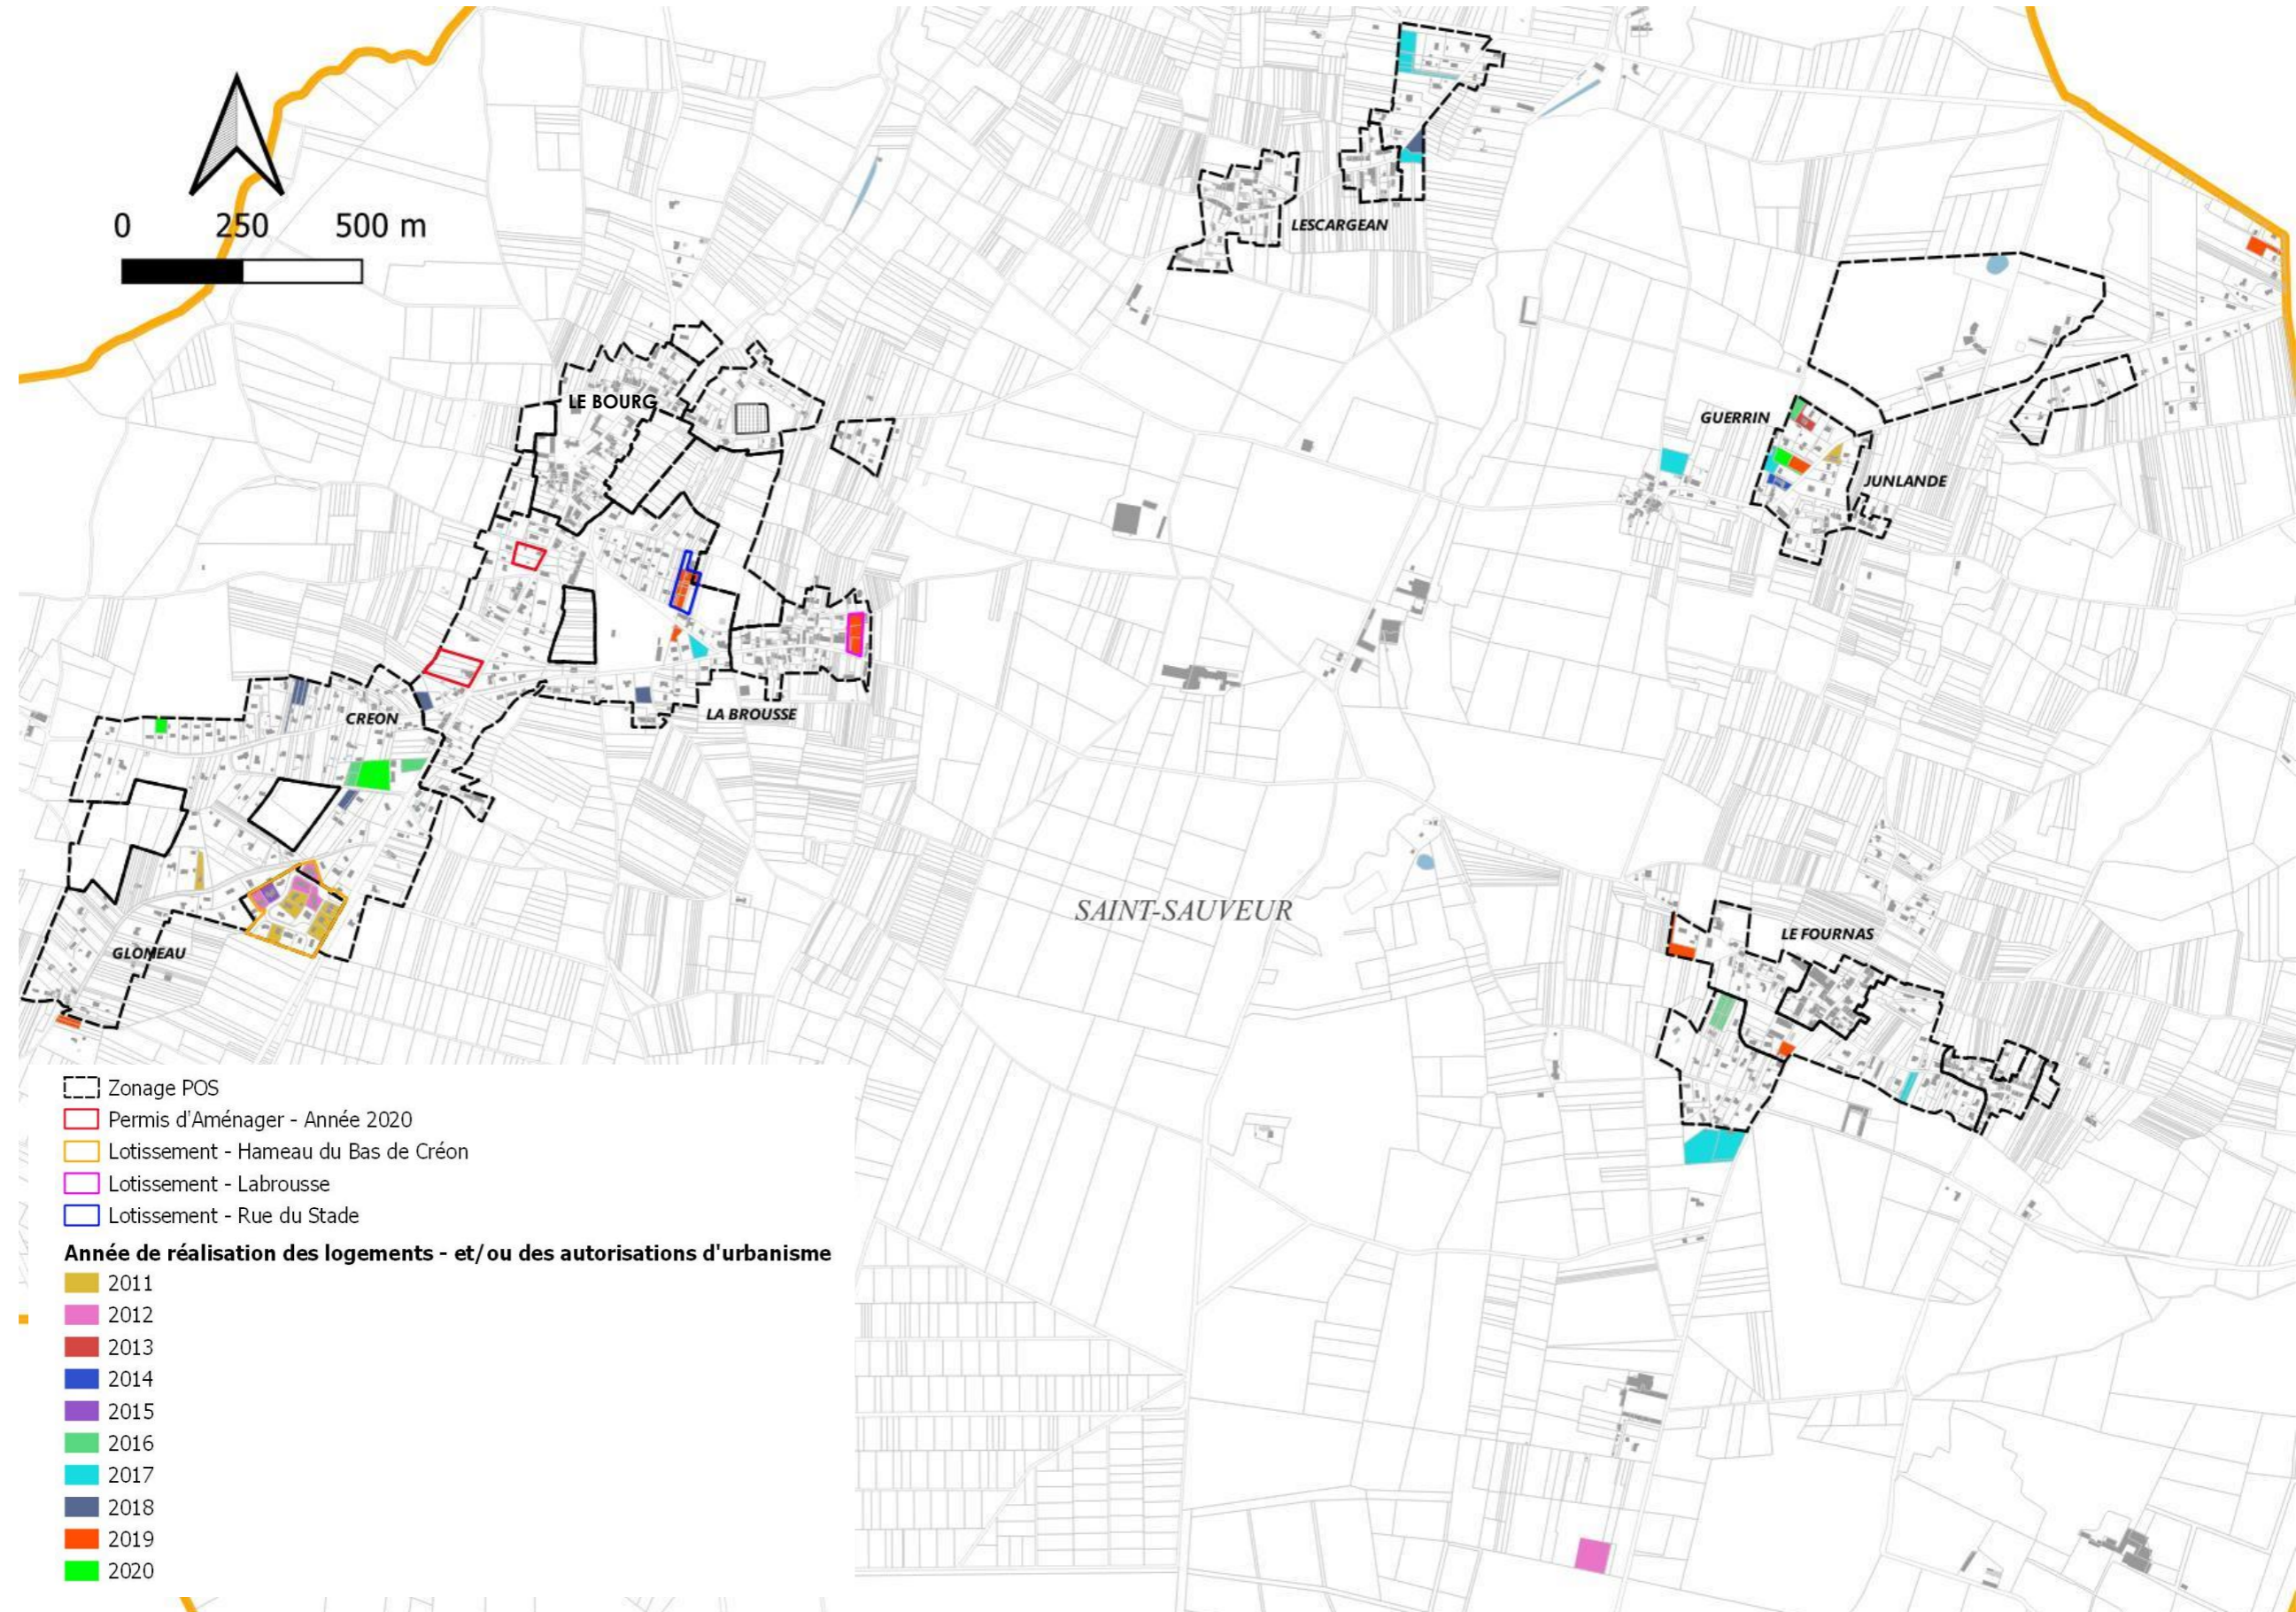 0 250 500 m
LESCARGEAN
LE BOURG
GUERRIN
JUNLANDE
CREON
LA BROUSSE
SAINT-SAUVEUR
LE FOURNAS
GLONEAU
Zonage POS
Permis d'Aménager - Année 2020
Lotissement - Hameau du Bas de Créon
Lotissement - Labrousse
Lotissement - Rue du Stade
Année de réalisation des logements - et/ou des autorisations d'urbanisme
2011
2012
2013
2014
2015
2016
2017
2018
2019
2020